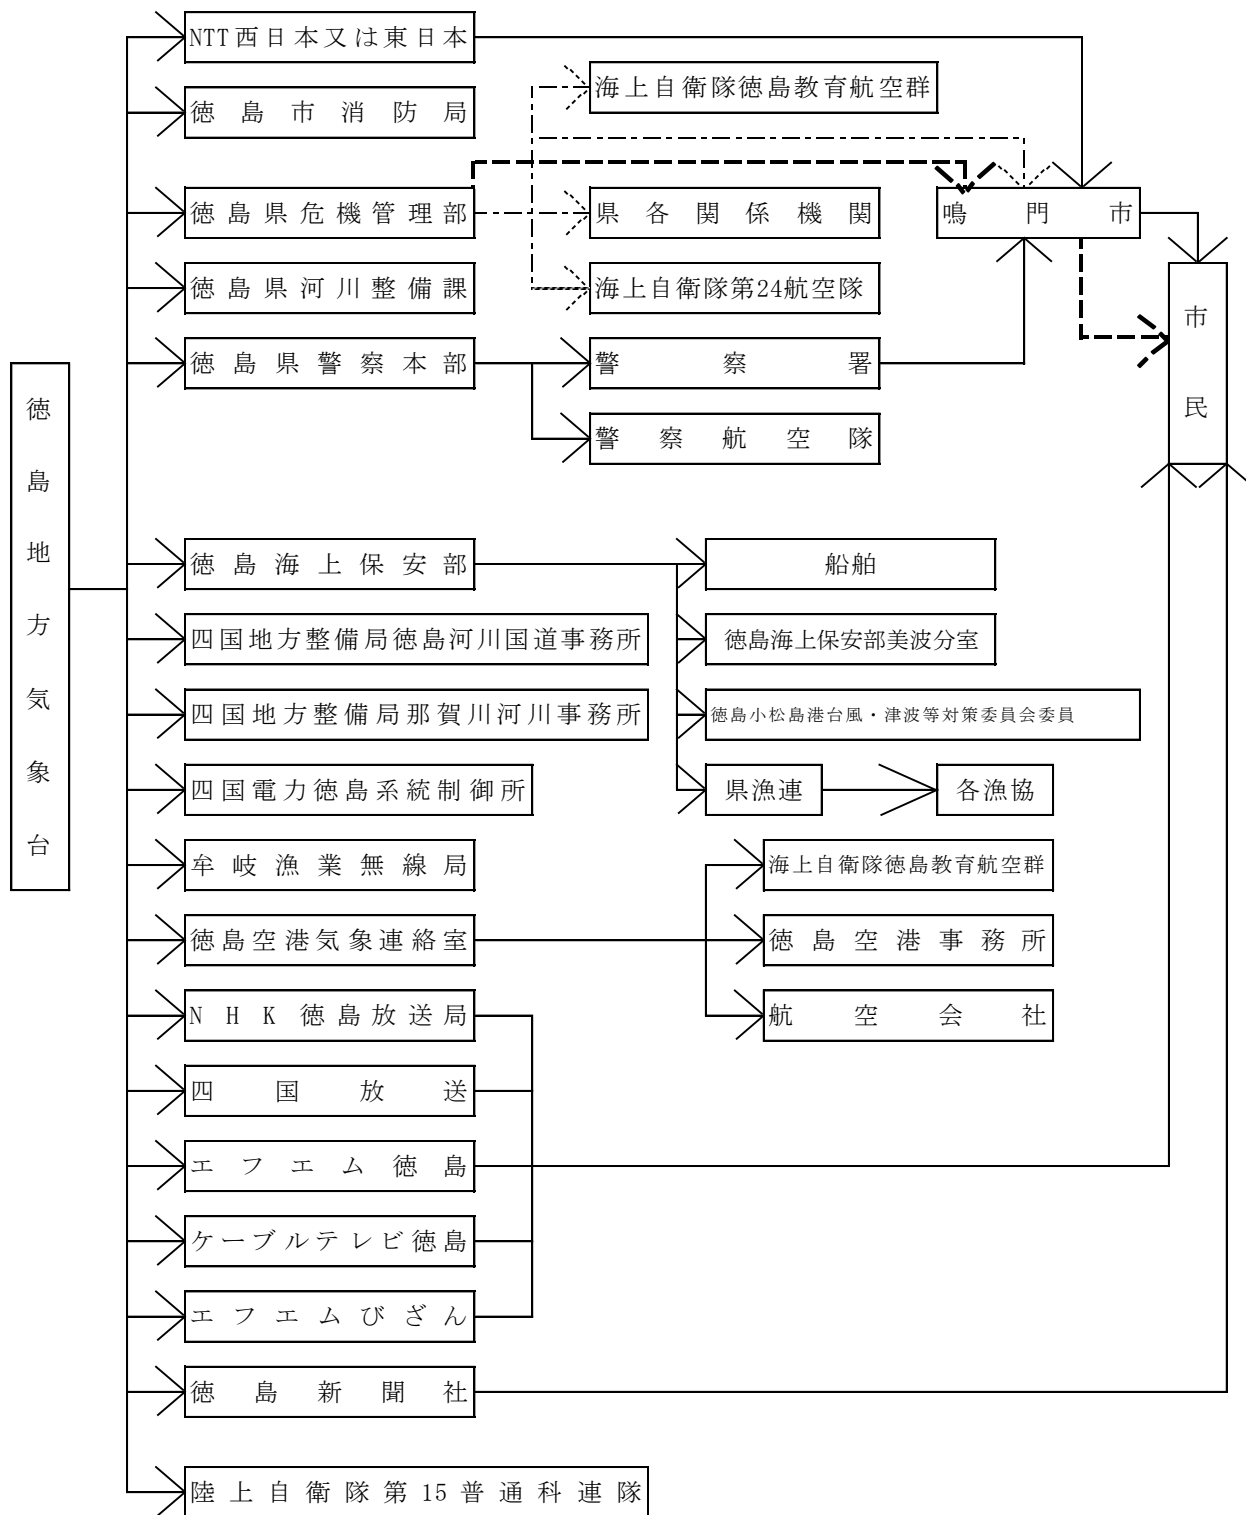 NTT西日本又は東日本
海上自衛隊徳島教育航空群
徳島市消防局
徳島県危機管理部
県各関係機関
鳴門市
徳島県河川整備課
海上自衛隊第24航空隊
市民
徳島県警察本部
警察署
警察航空隊
徳島地方気象台
徳島海上保安部
船舶
四国地方整備局徳島河川国道事務所
徳島海上保安部美波分室
四国地方整備局那賀川河川事務所
徳島小松島港台風・津波等対策委員会委員
四国電力徳島系統制御所
県漁連
各漁協
牟岐漁業無線局
海上自衛隊徳島教育航空群
徳島空港気象連絡室
徳島空港事務所
NHK徳島放送局
航空会社
四国放送
エフエム徳島
ケーブルテレビ徳島
エフエムびざん
徳島新聞社
陸上自衛隊第15普通科連隊